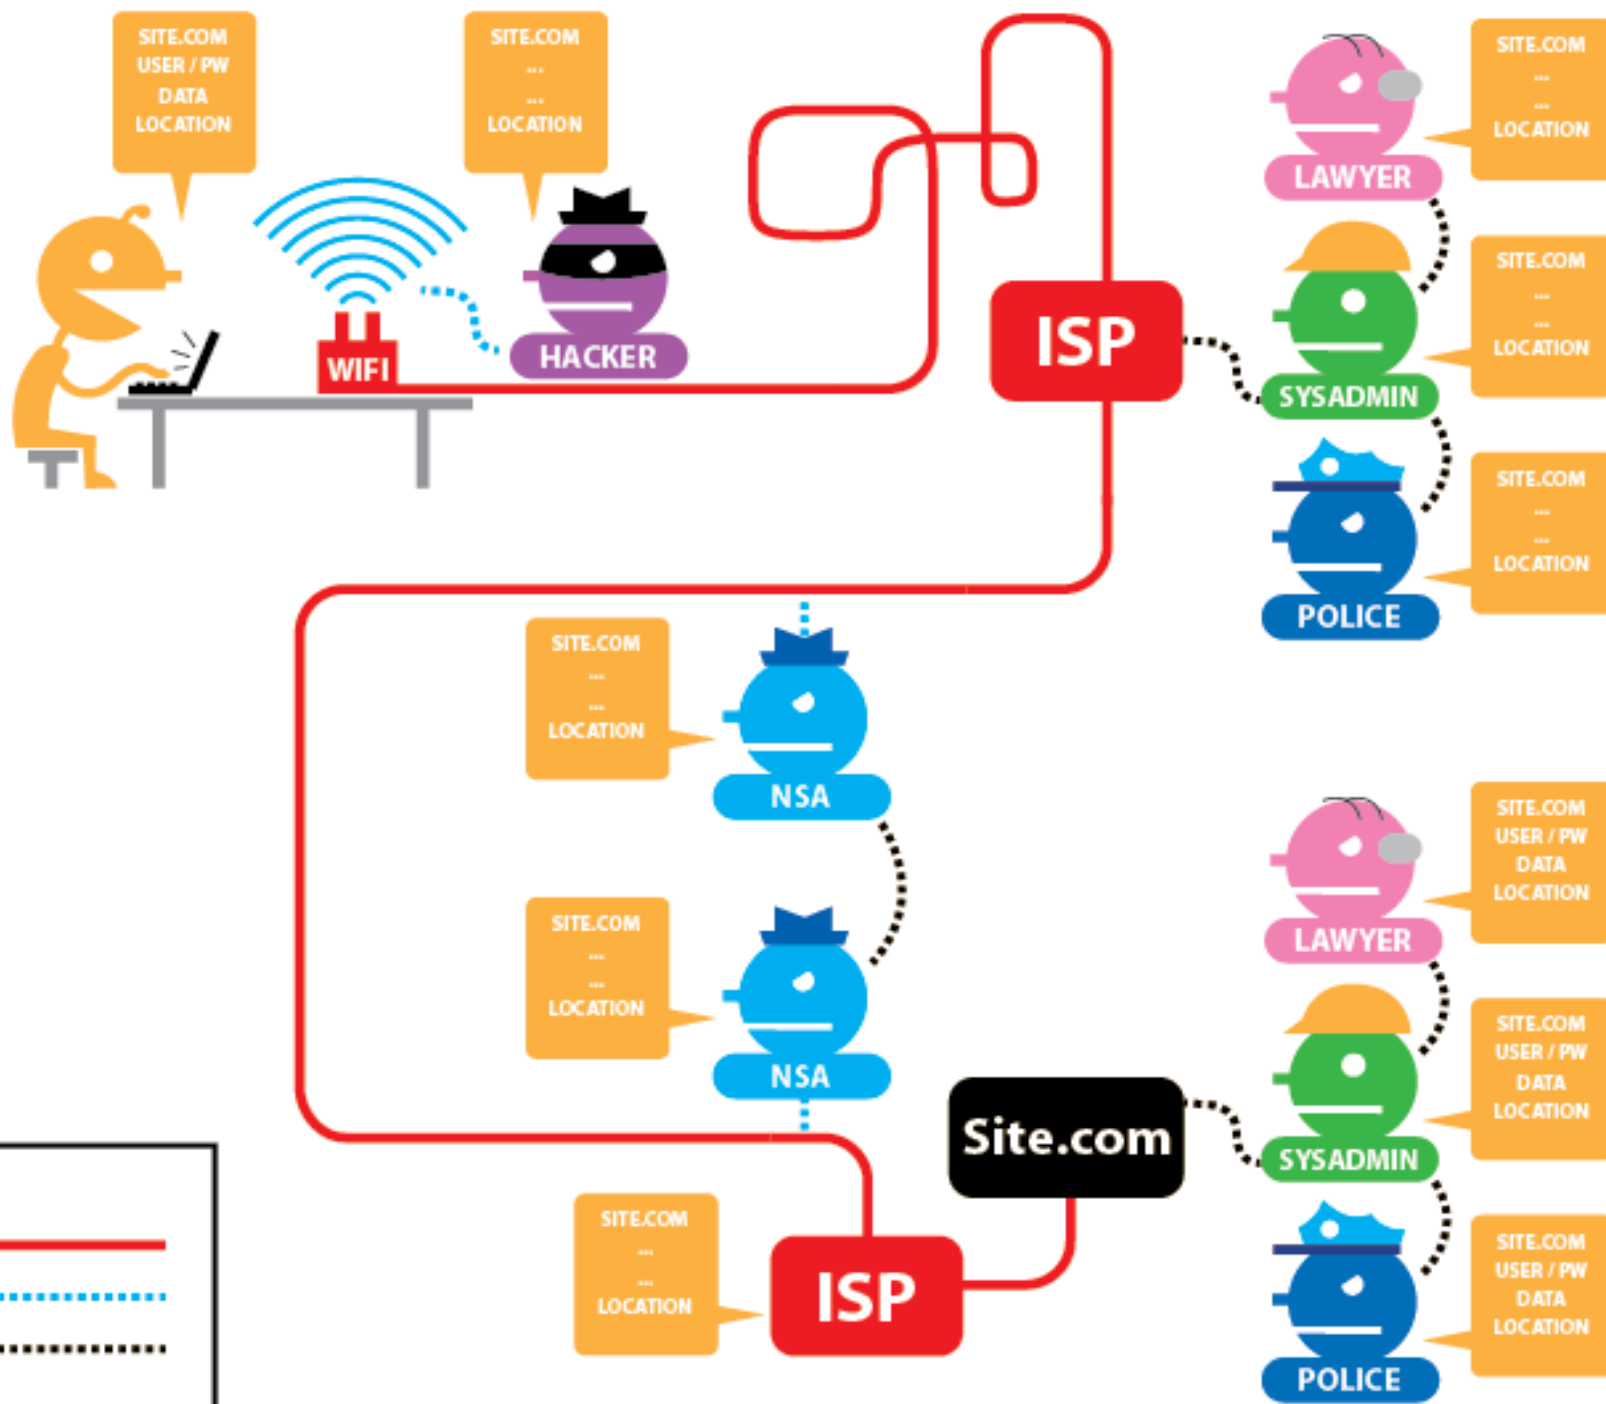 SITE.COM
USER / PW
DATA
LOCATION
SITE.COM
...
...
LOCATION
WIFI
HACKER
ISP
SITE.COM
...
...
LOCATION
LAWYER
SITE.COM
...
...
LOCATION
SYSADMIN
SITE.COM
...
...
LOCATION
POLICE
SITE.COM
...
...
LOCATION
NSA
SITE.COM
...
...
LOCATION
NSA
SITE.COM
...
...
LOCATION
ISP
Site.com
SITE.COM
USER / PW
DATA
LOCATION
LAWYER
SITE.COM
USER / PW
DATA
LOCATION
SYSADMIN
SITE.COM
USER / PW
DATA
LOCATION
POLICE